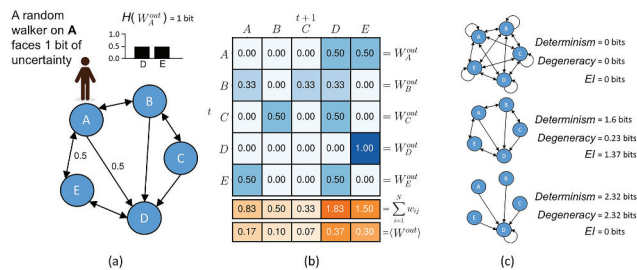 A random
walker on A
faces 1 bit of
uncertainty
H(W_A^out) = 1 bit
1.0
0.5
0.0
D E
A
B
C
D
E
0.5
0.5
(a)
t+1
A B C D E
t
A 0.00 0.00 0.00 0.50 0.50 = W_A^out
B 0.33 0.00 0.33 0.33 0.00 = W_B^out
C 0.00 0.50 0.00 0.50 0.00 = W_C^out
D 0.00 0.00 0.00 0.00 1.00 = W_D^out
E 0.50 0.00 0.00 0.50 0.00 = W_E^out
0.83 0.50 0.33 1.83 1.50 = ∑_{i=1}^{N} w_ij
0.17 0.10 0.07 0.37 0.30 = ⟨W^out⟩
(b)
A
B
C
D
E
Determinism = 0 bits
Degeneracy = 0 bits
EI = 0 bits
A
B
C
D
E
Determinism = 1.6 bits
Degeneracy = 0.23 bits
EI = 1.37 bits
A
B
C
D
E
Determinism = 2.32 bits
Degeneracy = 2.32 bits
EI = 0 bits
(c)